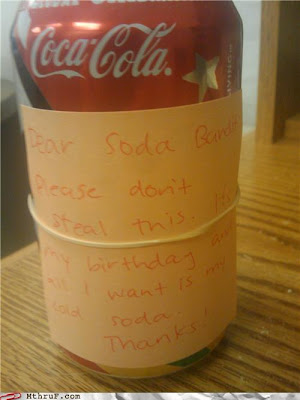 Coca-Cola.
Dear Soda
Please don't
steal this. It's
my birthday and
all I want is my
cold soda.
Thanks!
MthruF.com